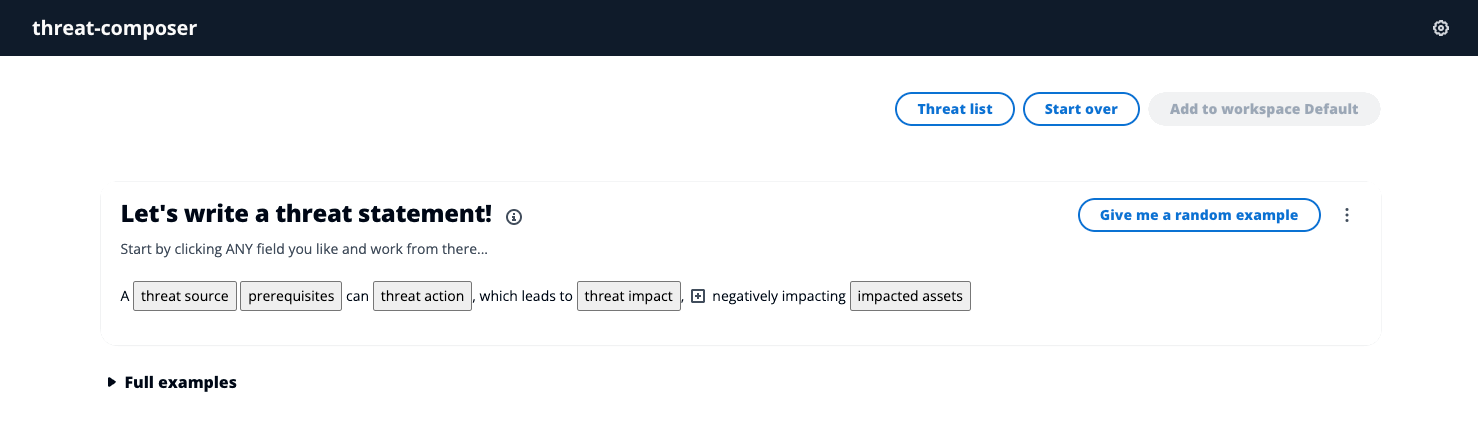 threat-composer
Threat list Start over Add to workspace Default
Let's write a threat statement! Give me a random example
Start by clicking ANY field you like and work from there...
A threat source prerequisites can threat action, which leads to threat impact, negatively impacting impacted assets
Full examples